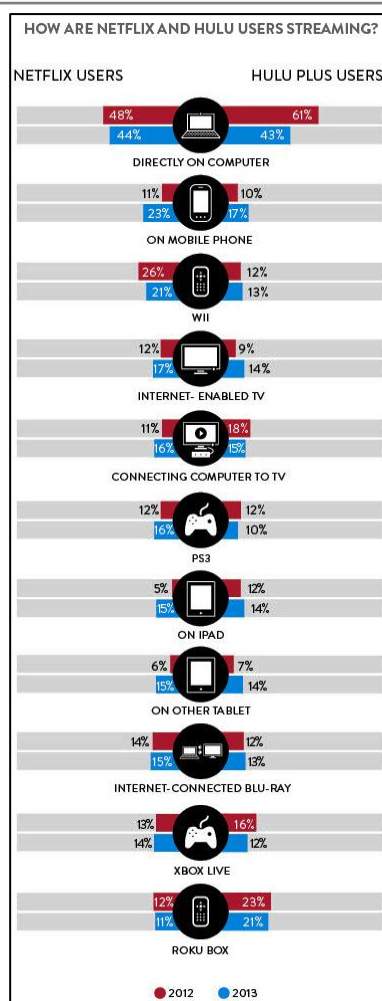 HOW ARE NETFLIX AND HULU USERS STREAMING?
NETFLIX USERS HULU PLUS USERS
48% 61%
44% 43%
DIRECTLY ON COMPUTER
11% 10%
23% 17%
ON MOBILE PHONE
26% 12%
21% 13%
WII
12% 9%
17% 14%
INTERNET- ENABLED TV
11% 18%
16% 15%
CONNECTING COMPUTER TO TV
12% 12%
16% 10%
PS3
5% 12%
15% 14%
ON IPAD
6% 7%
15% 14%
ON OTHER TABLET
14% 12%
15% 13%
INTERNET-CONNECTED BLU-RAY
13% 16%
14% 12%
XBOX LIVE
12% 23%
11% 21%
ROKU BOX
2012 2013